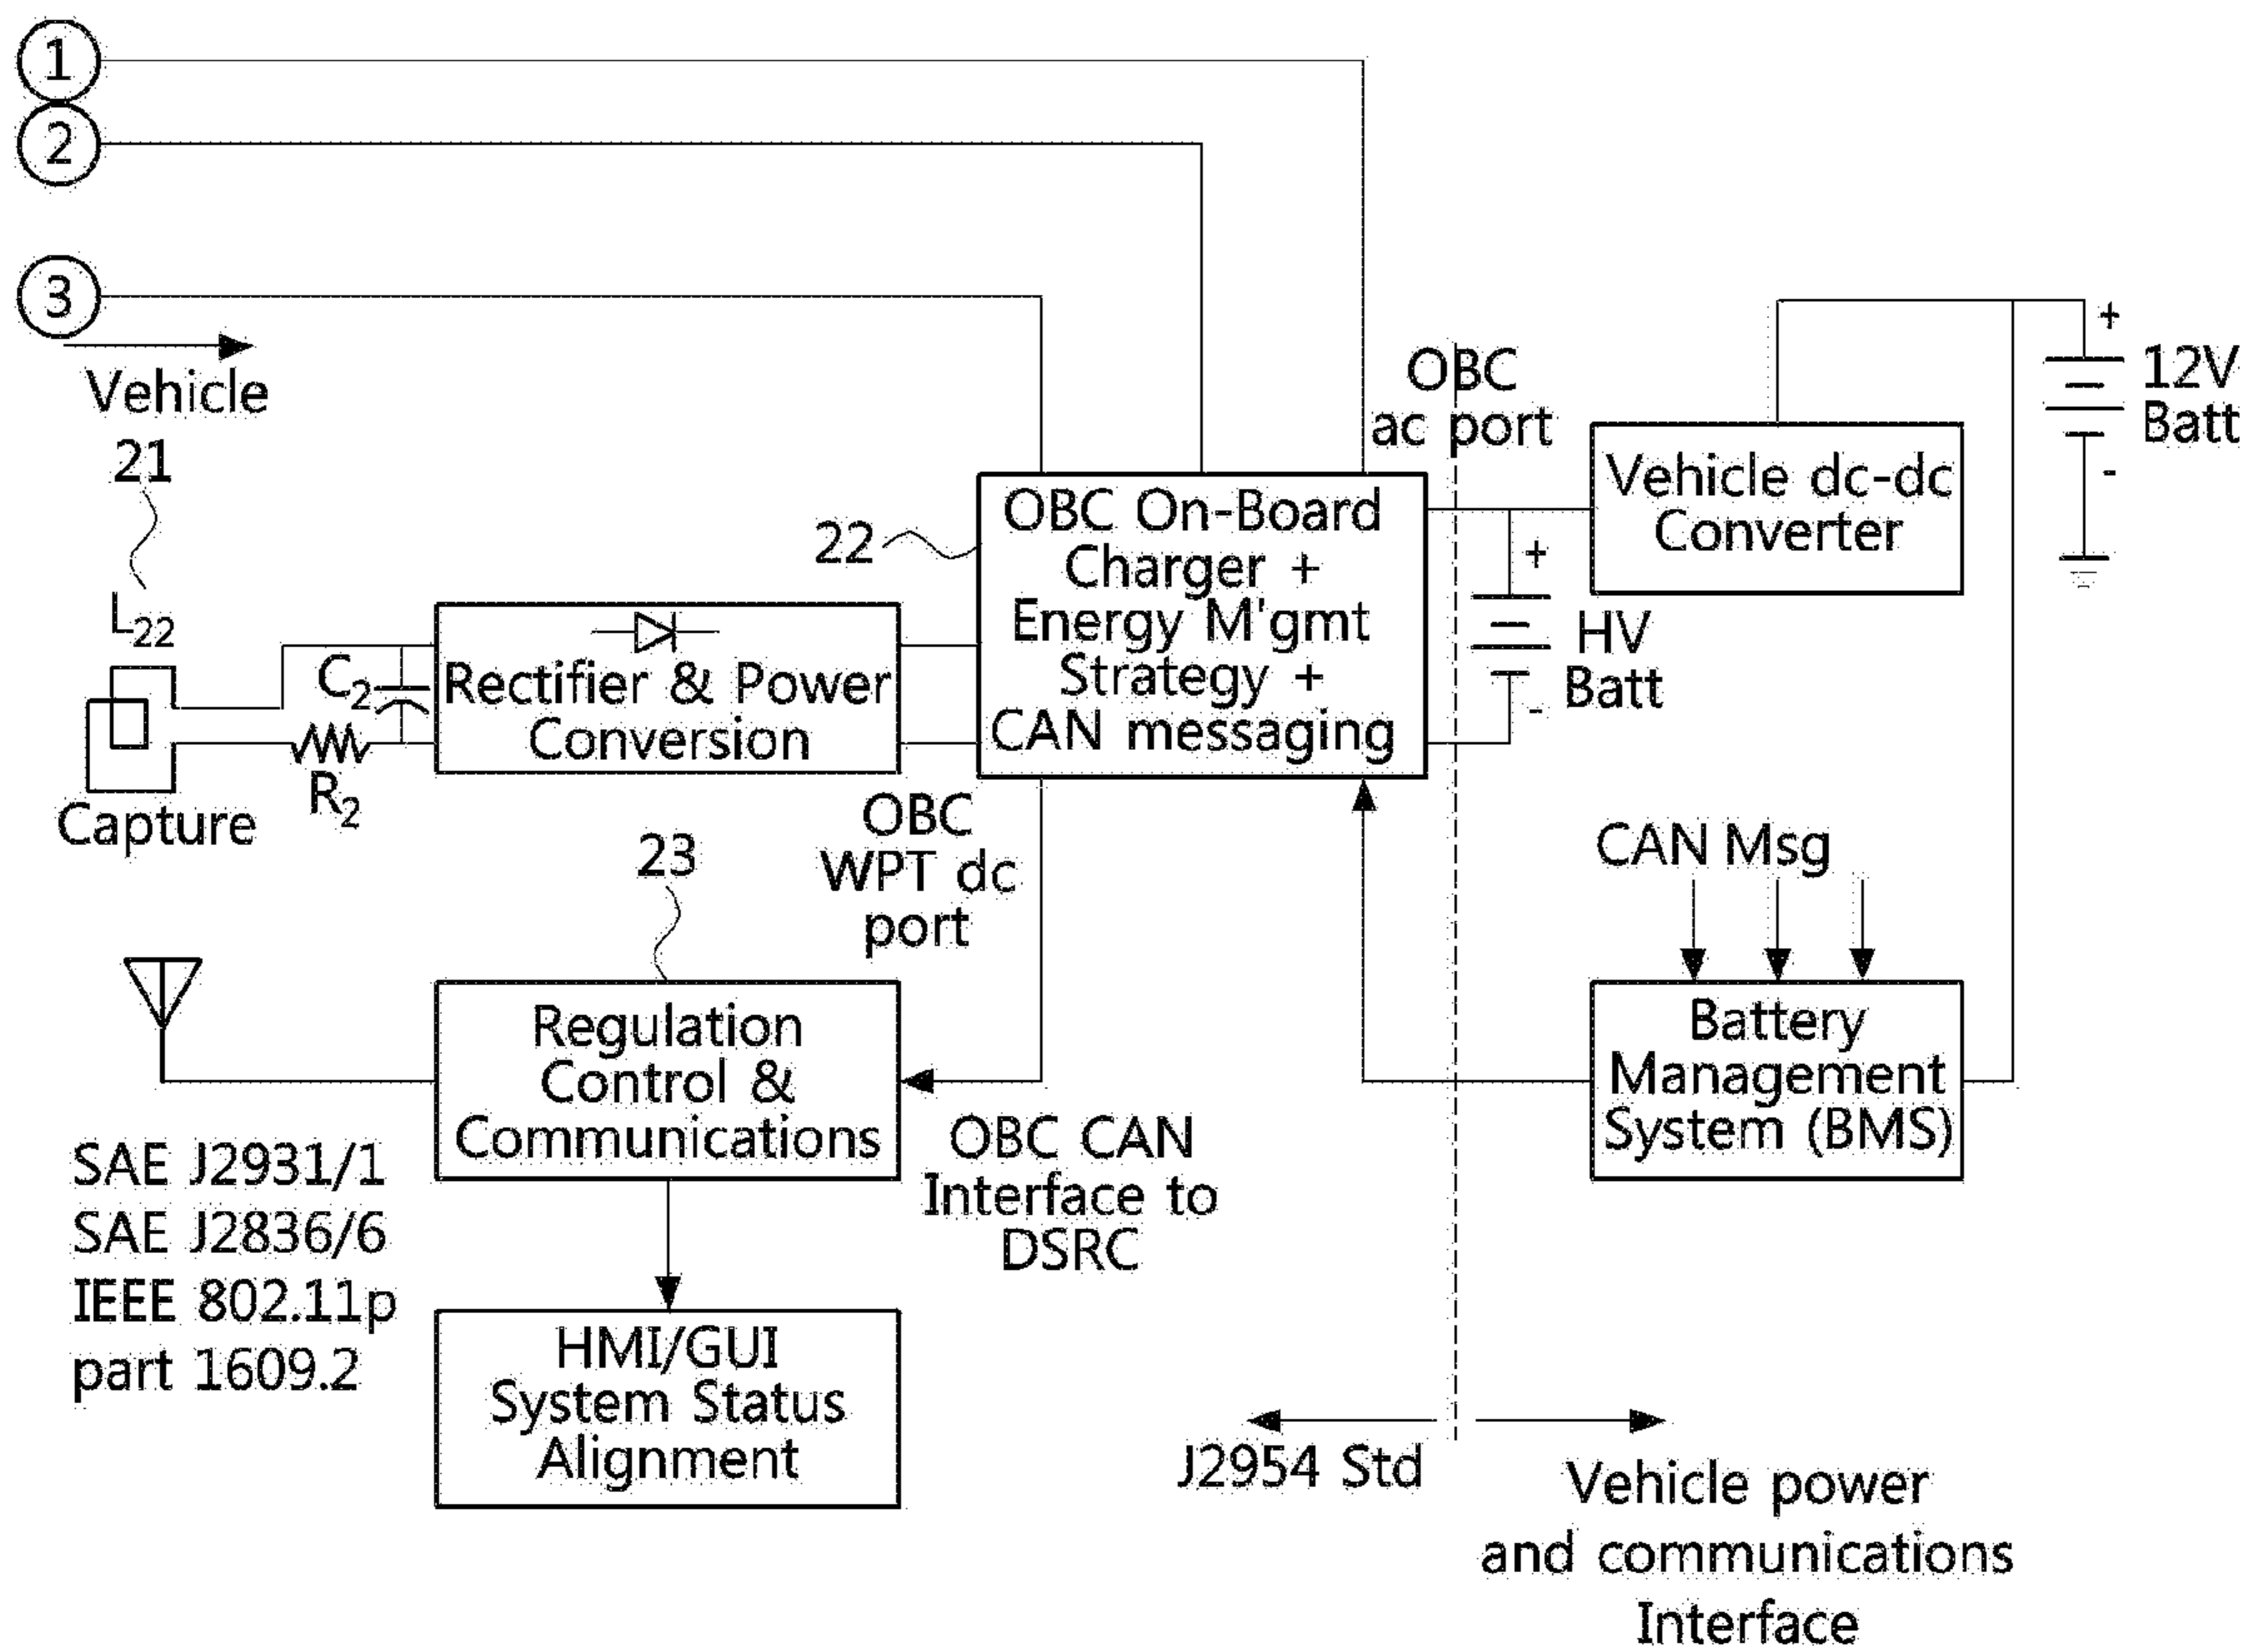 1
2
3
Vehicle
21
L22
Capture
C2
R2
Rectifier & Power
Conversion
22
OBC On-Board
Charger +
Energy M'gmt
Strategy +
CAN messaging
OBC
ac port
+
HV
Batt
-
Vehicle dc-dc
Converter
+
12V
Batt
-
OBC
WPT dc
port
23
Regulation
Control &
Communications
SAE J2931/1
SAE J2836/6
IEEE 802.11p
part 1609.2
OBC CAN
Interface to
DSRC
HMI/GUI
System Status
Alignment
CAN Msg
Battery
Management
System (BMS)
J2954 Std
Vehicle power
and communications
Interface